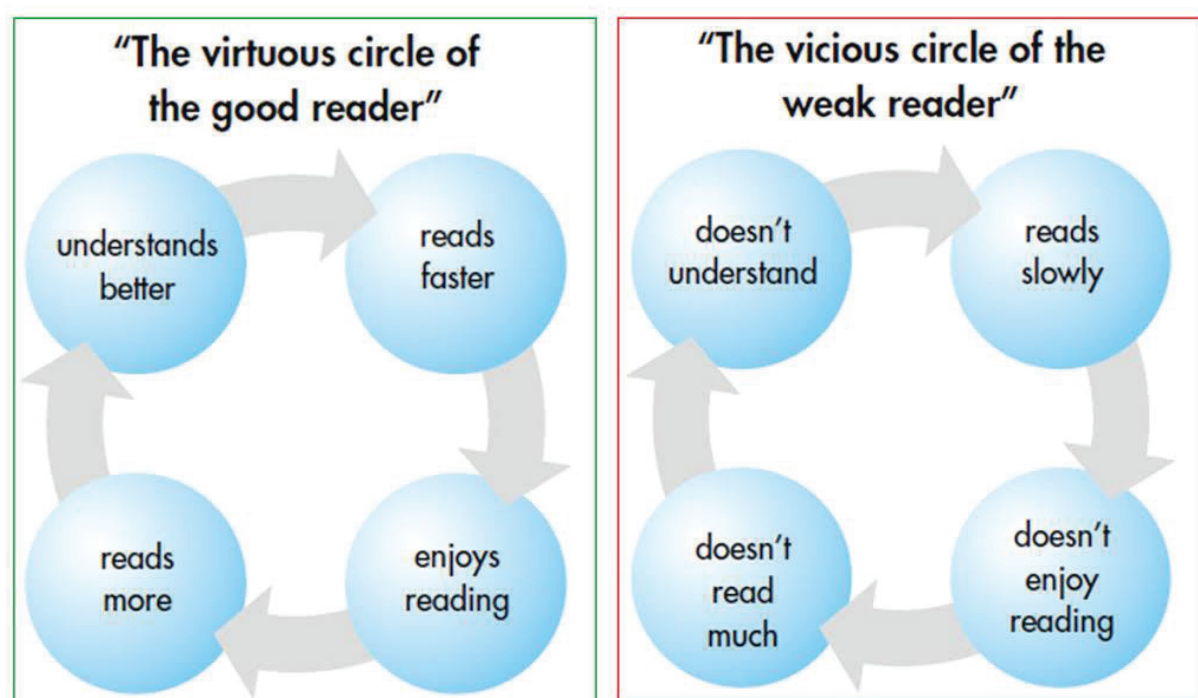 “The virtuous circle of
the good reader”
understands
better
reads
faster
enjoys
reading
reads
more
“The vicious circle of the
weak reader”
doesn’t
understand
reads
slowly
doesn’t
enjoy
reading
doesn’t
read
much